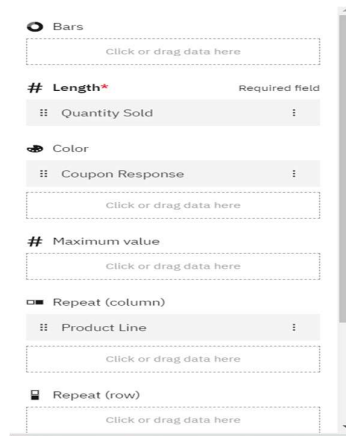 Bars
Click or drag data here
# Length* Required field
Quantity Sold
Color
Coupon Response
Click or drag data here
# Maximum value
Click or drag data here
Repeat (column)
Product Line
Click or drag data here
Repeat (row)
Click or drag data here